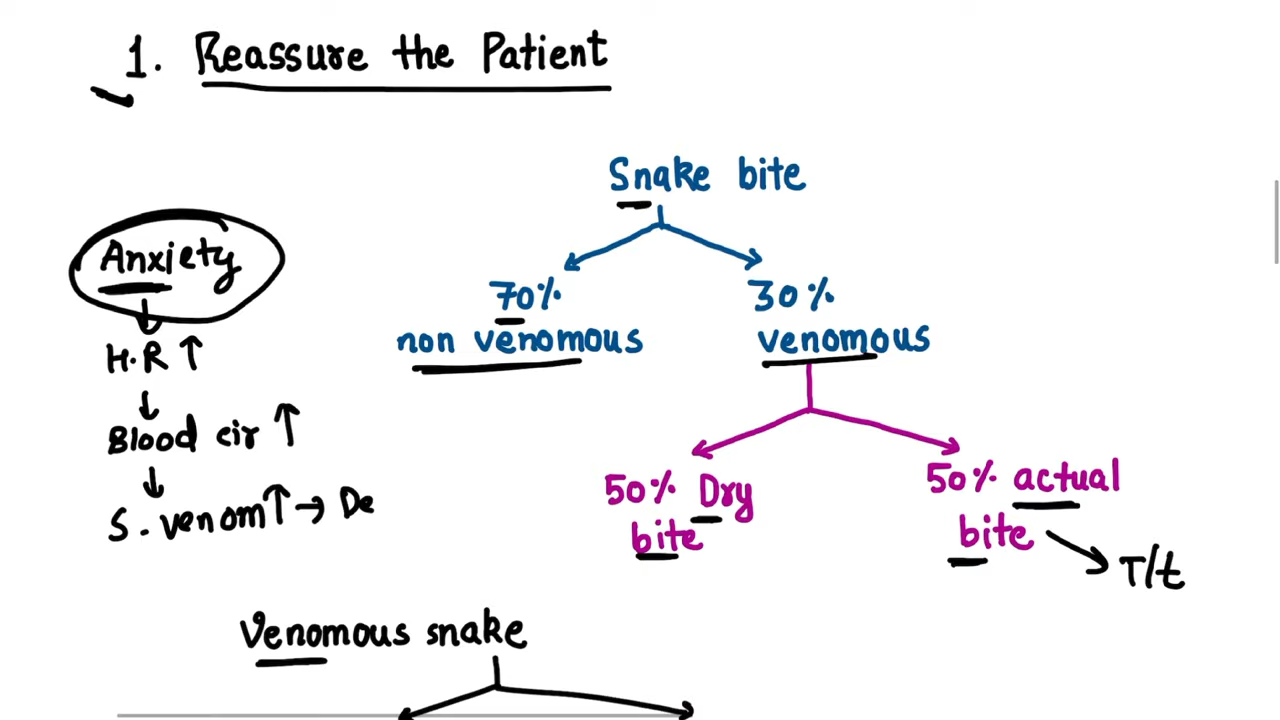 1. Reassure the Patient
Snake bite
70%
non venomous
30%
venomous
50% Dry
bite
50% actual
bite
T/t
Anxiety
H.R ↑
Blood cir ↑
S. venom ↑ → De
Venomous snake